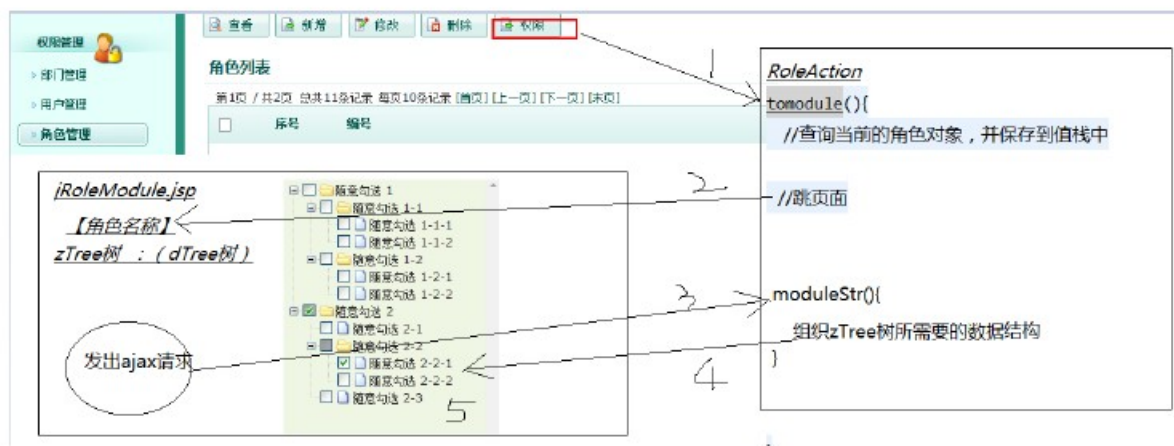 查看 新增 修改 删除 权限
权限管理
部门管理
用户管理
角色管理
角色列表
第1页 / 共2页 总共11条记录 每页10条记录 [首页] [上一页] [下一页] [末页]
序号 编号
1
RoleAction
tomodule(){
//查询当前的角色对象，并保存到值栈中
2
//跳页面
jRoleModule.jsp
【角色名称】
zTree树 ：（ dTree树 ）
发出ajax请求
随意勾选 1
随意勾选 1-1
随意勾选 1-1-1
随意勾选 1-1-2
随意勾选 1-2
随意勾选 1-2-1
随意勾选 1-2-2
随意勾选 2
随意勾选 2-1
随意勾选 2-2
随意勾选 2-2-1
随意勾选 2-2-2
随意勾选 2-3
5
3
moduleStr(){
组织zTree树所需要的数据结构
}
4